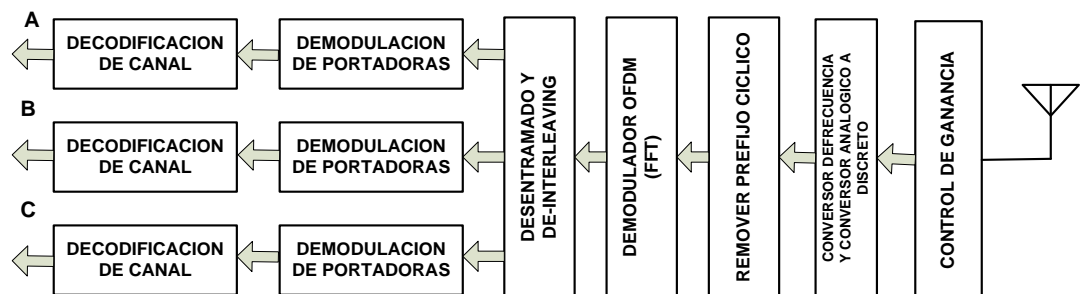 A
DECODIFICACION
DE CANAL
DEMODULACION
DE PORTADORAS
B
DECODIFICACION
DE CANAL
DEMODULACION
DE PORTADORAS
C
DECODIFICACION
DE CANAL
DEMODULACION
DE PORTADORAS
DESENTRAMADO Y
DE-INTERLEAVING
DEMODULADOR OFDM
(FFT)
REMOVER PREFIJO CICLICO
CONVERSOR DEFRECUENCIA
Y CONVERSOR ANALOGICO A
DISCRETO
CONTROL DE GANANCIA